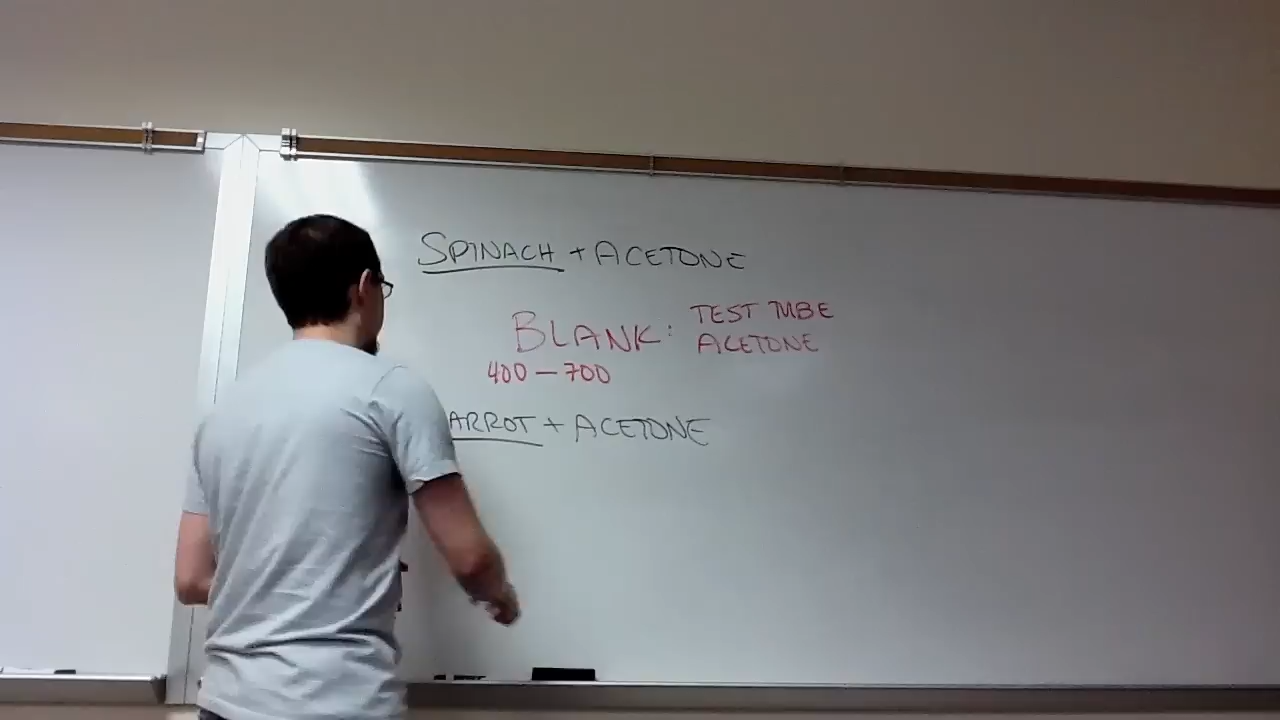 SPINACH + ACETONE
BLANK: TEST TUBE
ACETONE
400 – 700
ARROT + ACETONE